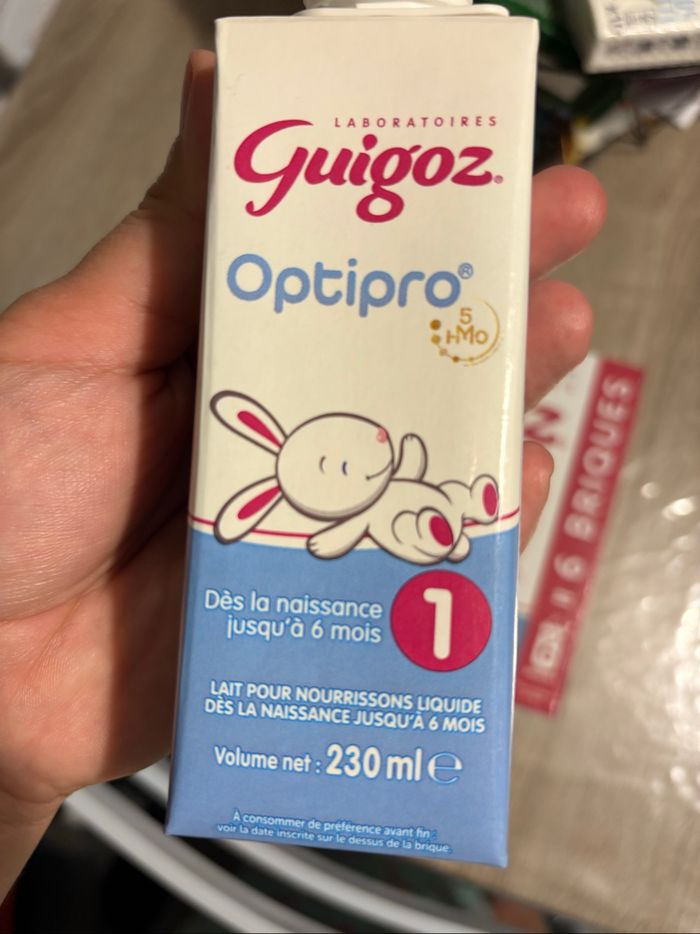 LABORATOIRES
Guigoz®
Optipro®
5
HMO
Dès la naissance
jusqu'à 6 mois
1
LAIT POUR NOURRISSONS LIQUIDE
DÈS LA NAISSANCE JUSQU'À 6 MOIS
Volume net : 230 ml e
À consommer de préférence avant fin :
voir la date inscrite sur le dessus de la brique.
N
6 BRIQUES